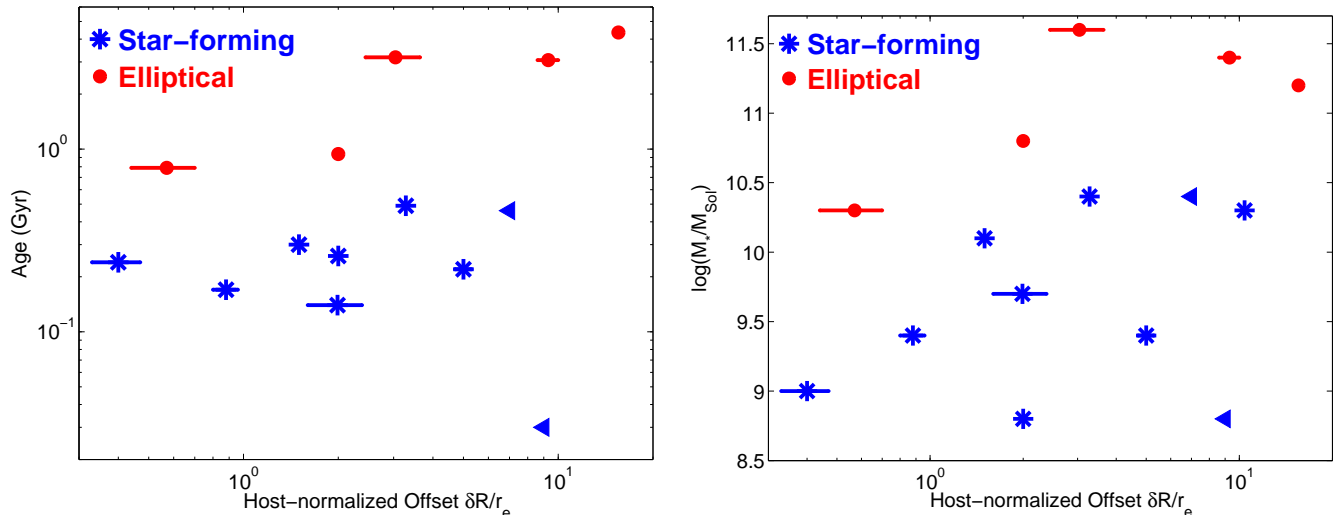 Star-forming
Elliptical
Age (Gyr)
10^0
10^-1
10^0
10^1
Host-normalized Offset δR/r_e
Star-forming
Elliptical
log(M_*/M_Sol)
11.5
11
10.5
10
9.5
9
8.5
10^0
10^1
Host-normalized Offset δR/r_e